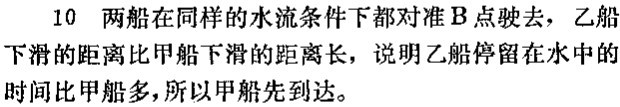 10 两船在同样的水流条件下都对准B点驶去，乙船
下滑的距离比甲船下滑的距离长，说明乙船停留在水中的
时间比甲船多，所以甲船先到达。